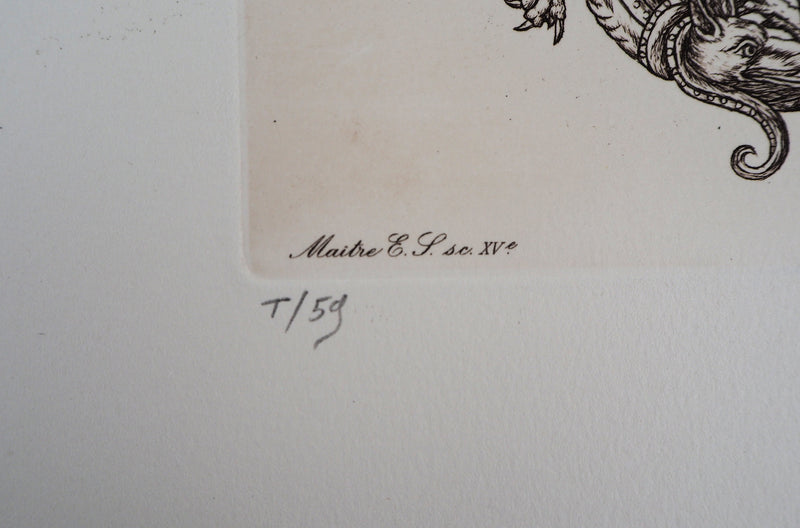 Maitre E. S. sc. XVe.
T/59